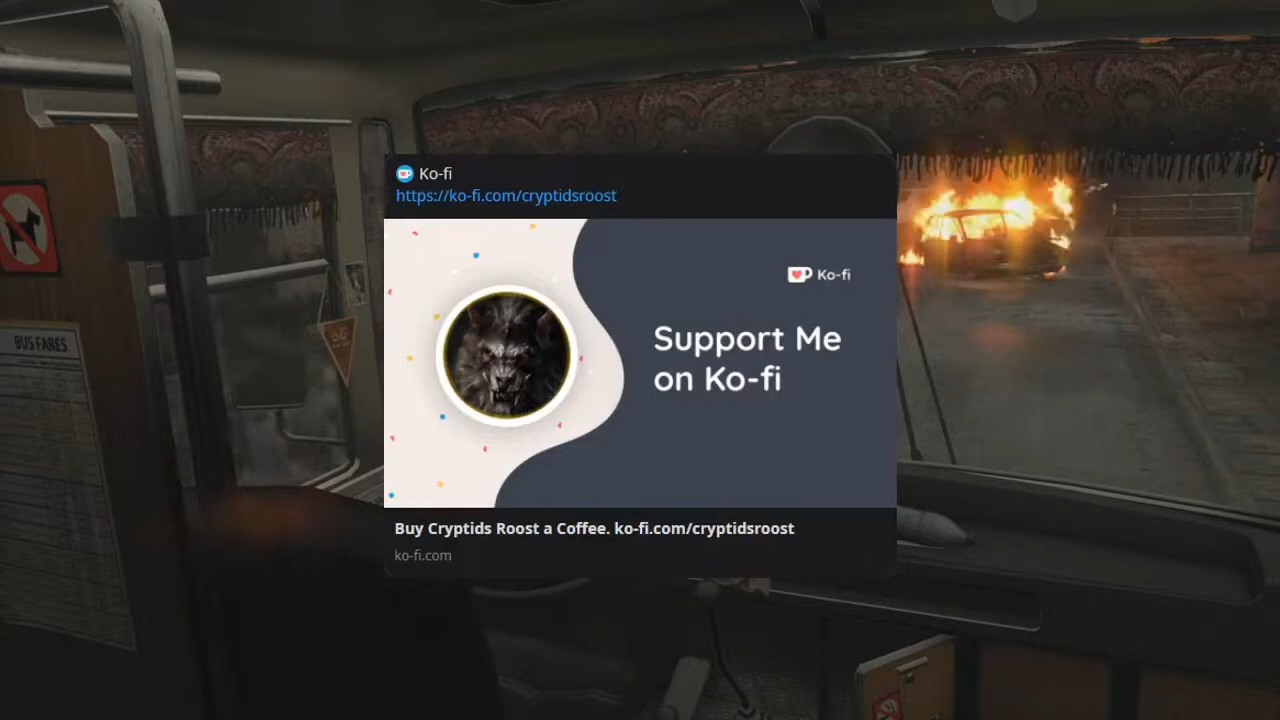 Ko-fi
https://ko-fi.com/cryptidsroost
Ko-fi
Support Me
on Ko-fi
Buy Cryptids Roost a Coffee. ko-fi.com/cryptidsroost
ko-fi.com
BUS FARES